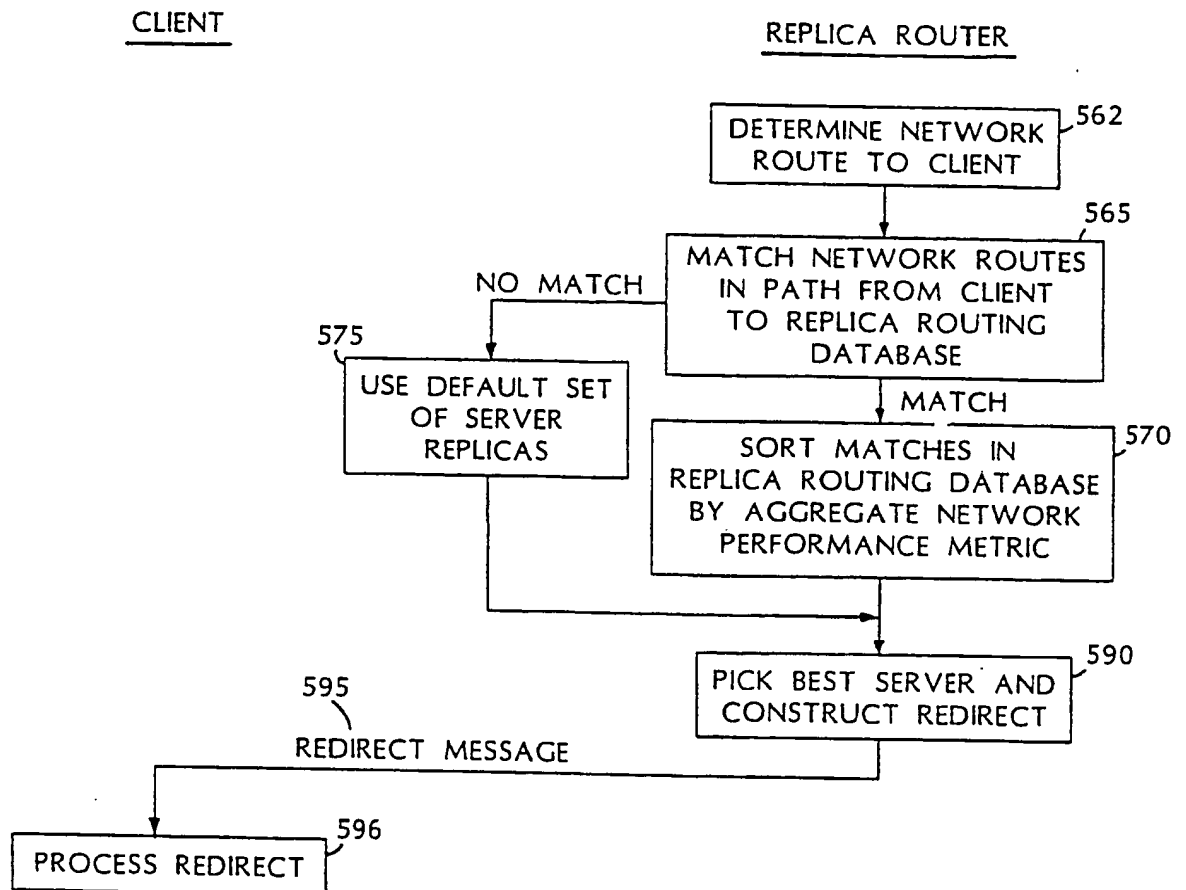 CLIENT
REPLICA ROUTER
562
DETERMINE NETWORK
ROUTE TO CLIENT
565
MATCH NETWORK ROUTES
IN PATH FROM CLIENT
TO REPLICA ROUTING
DATABASE
NO MATCH
575
USE DEFAULT SET
OF SERVER
REPLICAS
MATCH
570
SORT MATCHES IN
REPLICA ROUTING DATABASE
BY AGGREGATE NETWORK
PERFORMANCE METRIC
590
PICK BEST SERVER AND
CONSTRUCT REDIRECT
595
REDIRECT MESSAGE
596
PROCESS REDIRECT